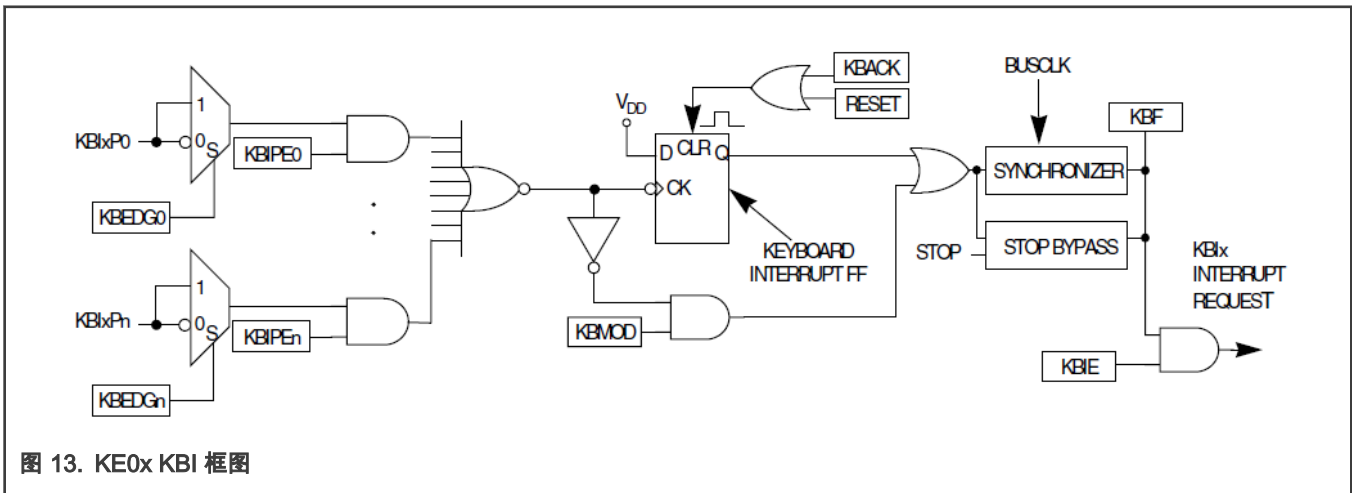 KBIxP0
1
0
S
KBEDG0
KBIPE0
KBIxPn
1
0
S
KBEDGn
KBIPEn
VDD
D CLR Q
CK
KBACK
RESET
KEYBOARD
INTERRUPT FF
KBMOD
BUSCLK
SYNCHRONIZER
STOP
STOP BYPASS
KBF
KBIx
INTERRUPT
REQUEST
KBIE
图 13. KE0x KBI 框图